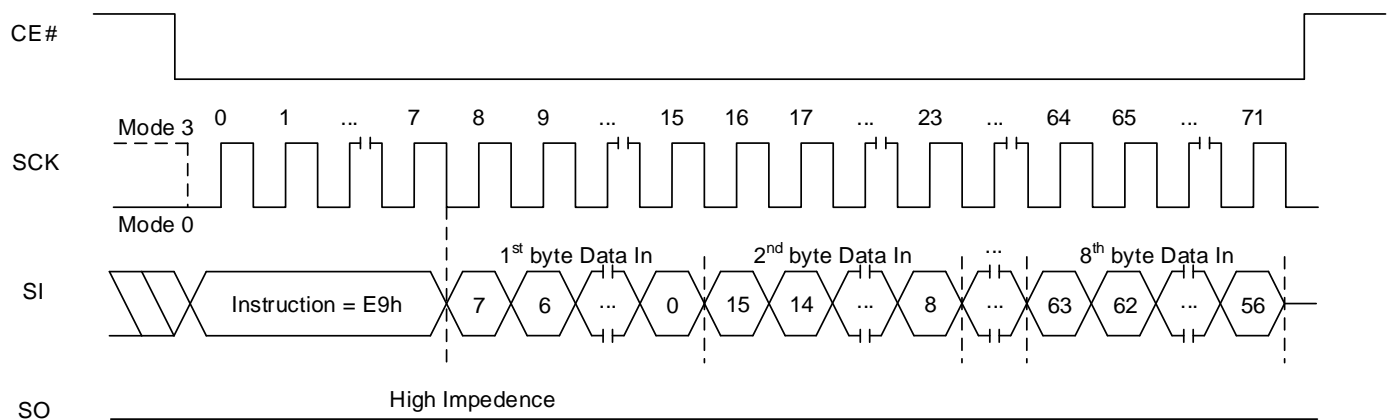 CE#
0 1 ... 7 8 9 ... 15 16 17 ... 23 ... 64 65 ... 71
Mode 3
SCK
Mode 0
1st byte Data In 2nd byte Data In ... 8th byte Data In
SI Instruction = E9h 7 6 ... 0 15 14 ... 8 ... 63 62 ... 56
High Impedence
SO